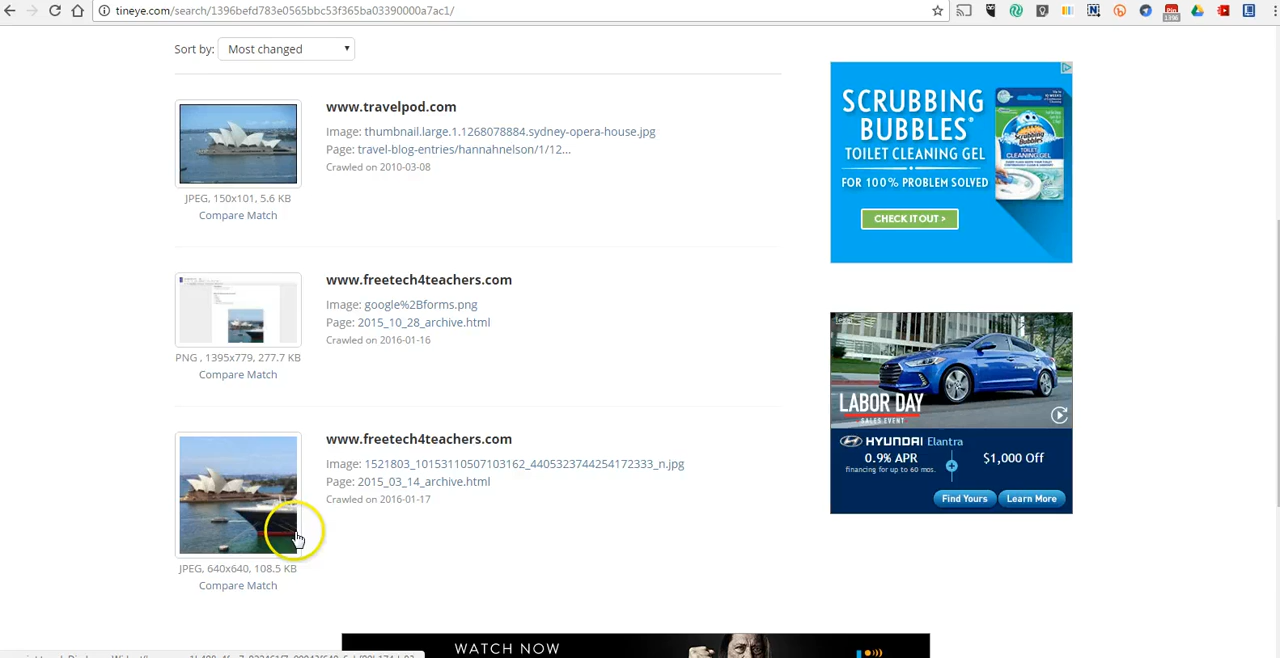 tineye.com/search/1396befd783e0565bbc53f365ba03390000a7ac1/
Sort by: Most changed
www.travelpod.com
Image: thumbnail.large.1.1268078884.sydney-opera-house.jpg
Page: travel-blog-entries/hannahnelson/1/12...
Crawled on 2010-03-08
JPEG, 150x101, 5.6 KB
Compare Match
www.freetech4teachers.com
Image: google%2Bforms.png
Page: 2015_10_28_archive.html
Crawled on 2016-01-16
PNG , 1395x779, 277.7 KB
Compare Match
www.freetech4teachers.com
Image: 1521803_10153110507103162_4405323744254172333_n.jpg
Page: 2015_03_14_archive.html
Crawled on 2016-01-17
JPEG, 640x640, 108.5 KB
Compare Match
SCRUBBING
BUBBLES®
TOILET CLEANING GEL
FOR 100% PROBLEM SOLVED
CHECK IT OUT >
LABOR DAY
SALES EVENT
HYUNDAI Elantra
0.9% APR
financing for up to 60 mos.
$1,000 Off
Find Yours
Learn More
WATCH NOW